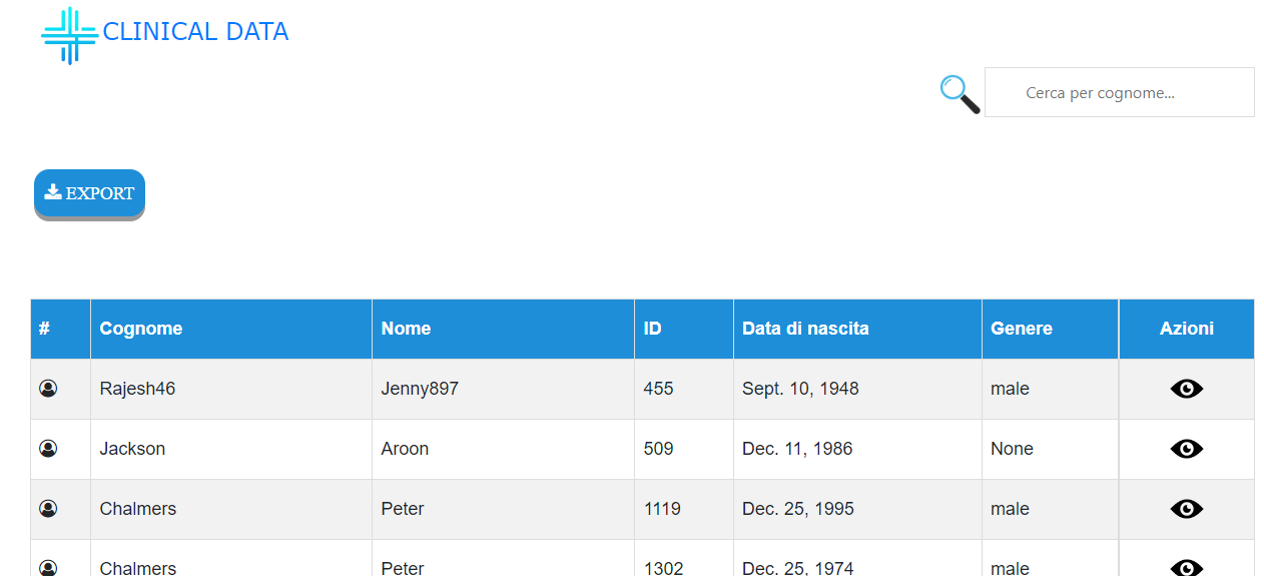 CLINICAL DATA
Cerca per cognome...
EXPORT
# Cognome Nome ID Data di nascita Genere Azioni
Rajesh46 Jenny897 455 Sept. 10, 1948 male
Jackson Aroon 509 Dec. 11, 1986 None
Chalmers Peter 1119 Dec. 25, 1995 male
Chalmers Peter 1302 Dec. 25, 1974 male